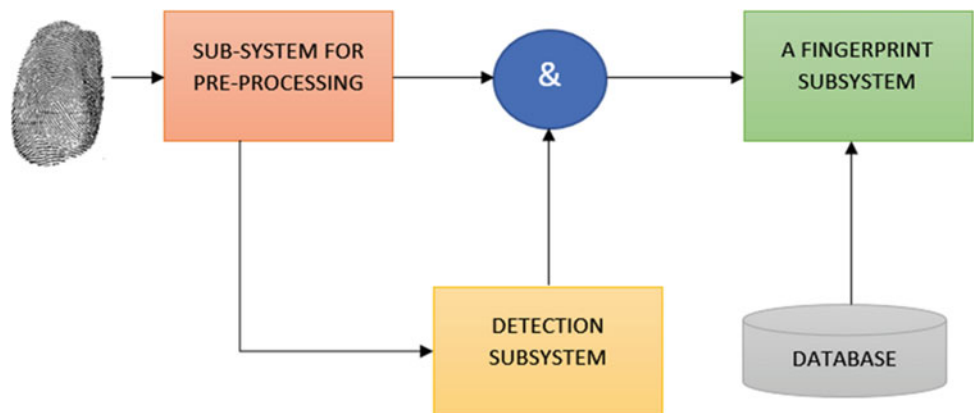 SUB-SYSTEM FOR
PRE-PROCESSING
&
A FINGERPRINT
SUBSYSTEM
DETECTION
SUBSYSTEM
DATABASE